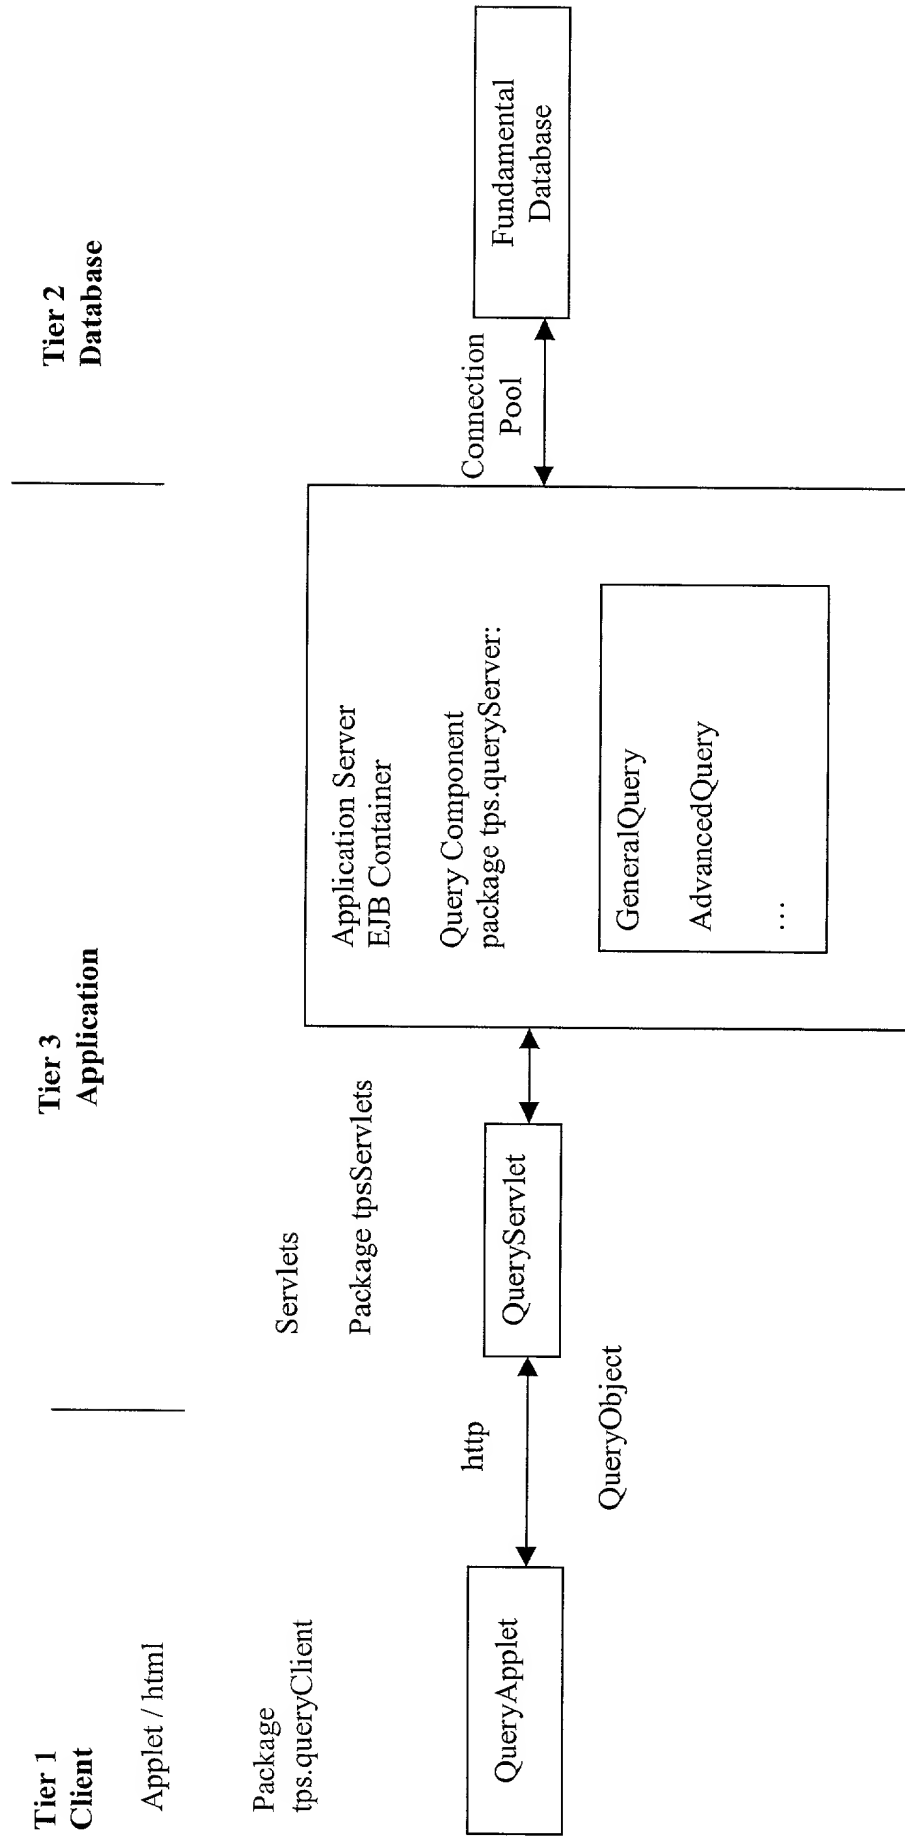 Tier 1
Client
Applet / html
Package
tps.queryClient
QueryApplet
http
QueryObject
Tier 3
Application
Servlets
Package tpsServlets
QueryServlet
Application Server
EJB Container
Query Component
package tps.queryServer:
GeneralQuery
AdvancedQuery
...
Tier 2
Database
Connection
Pool
Fundamental
Database